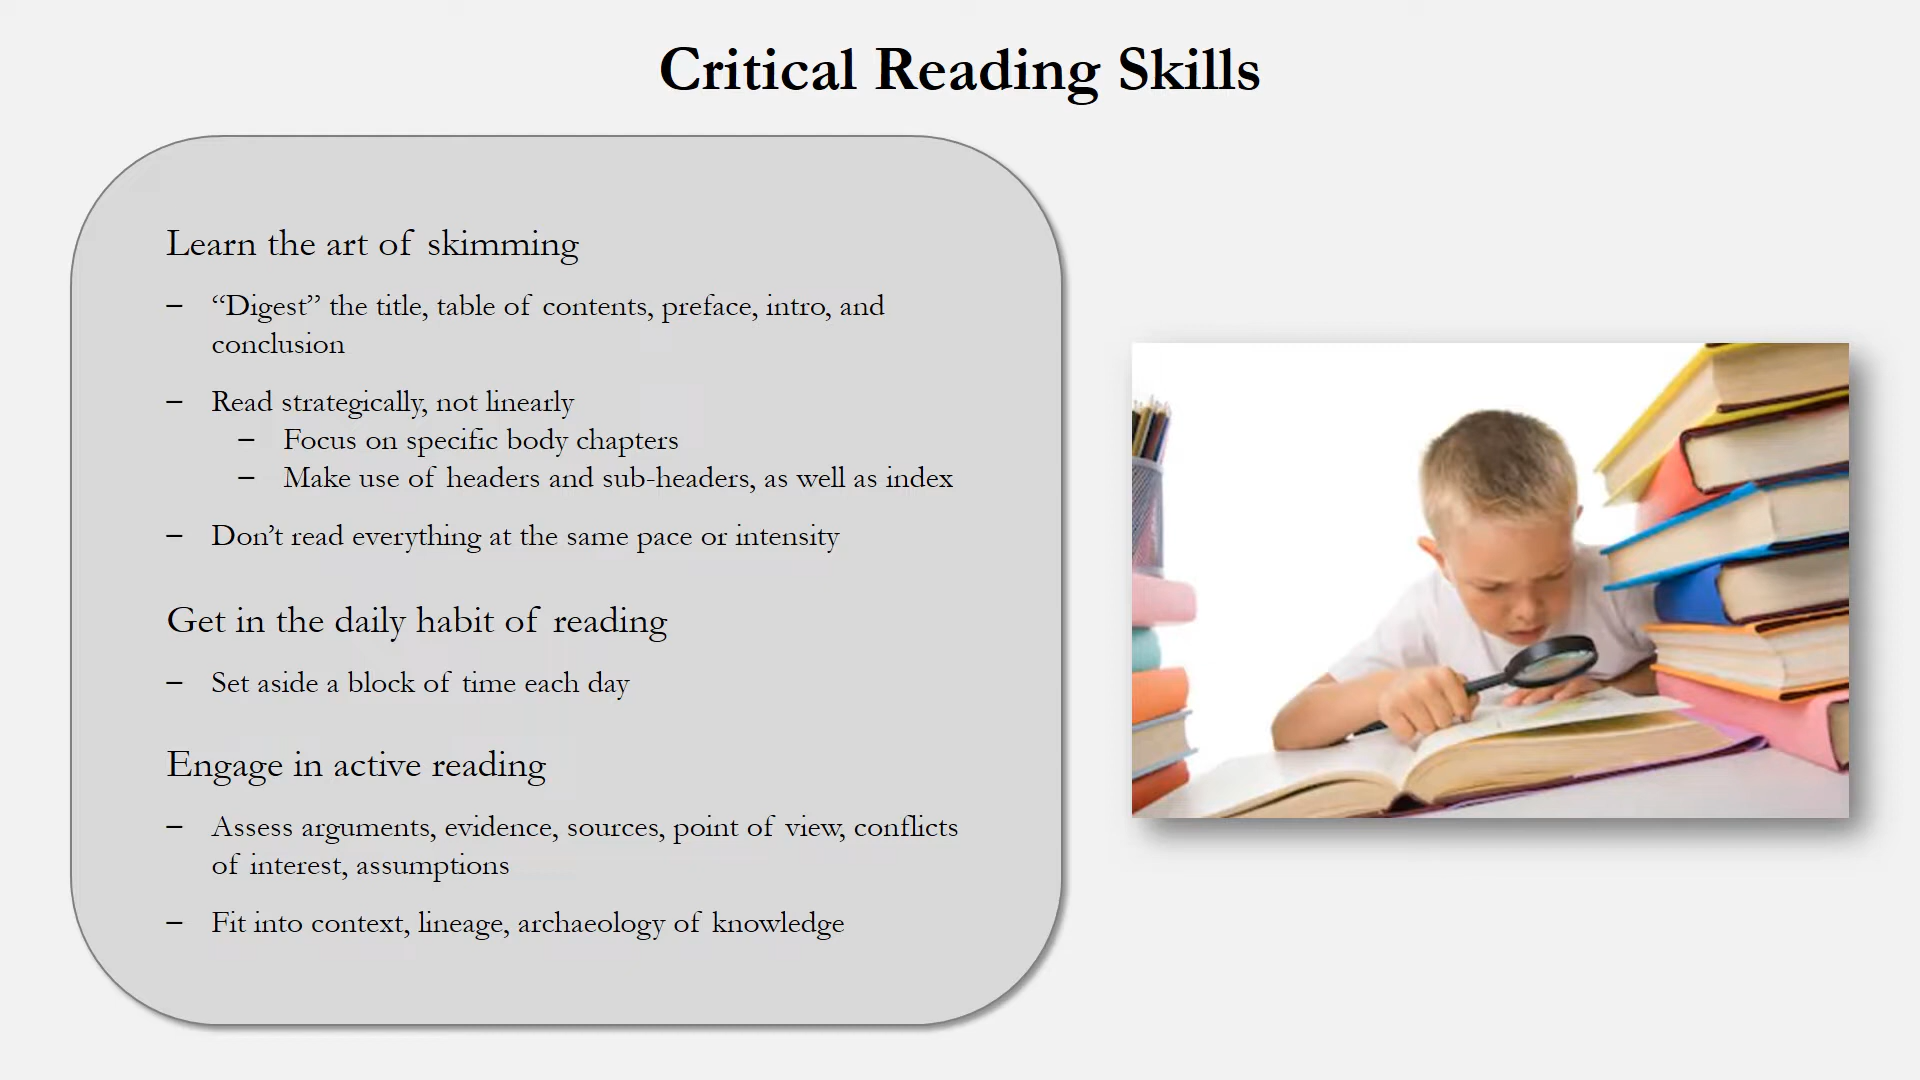 Critical Reading Skills
Learn the art of skimming
– “Digest” the title, table of contents, preface, intro, and
conclusion
– Read strategically, not linearly
– Focus on specific body chapters
– Make use of headers and sub-headers, as well as index
– Don’t read everything at the same pace or intensity
Get in the daily habit of reading
– Set aside a block of time each day
Engage in active reading
– Assess arguments, evidence, sources, point of view, conflicts
of interest, assumptions
– Fit into context, lineage, archaeology of knowledge